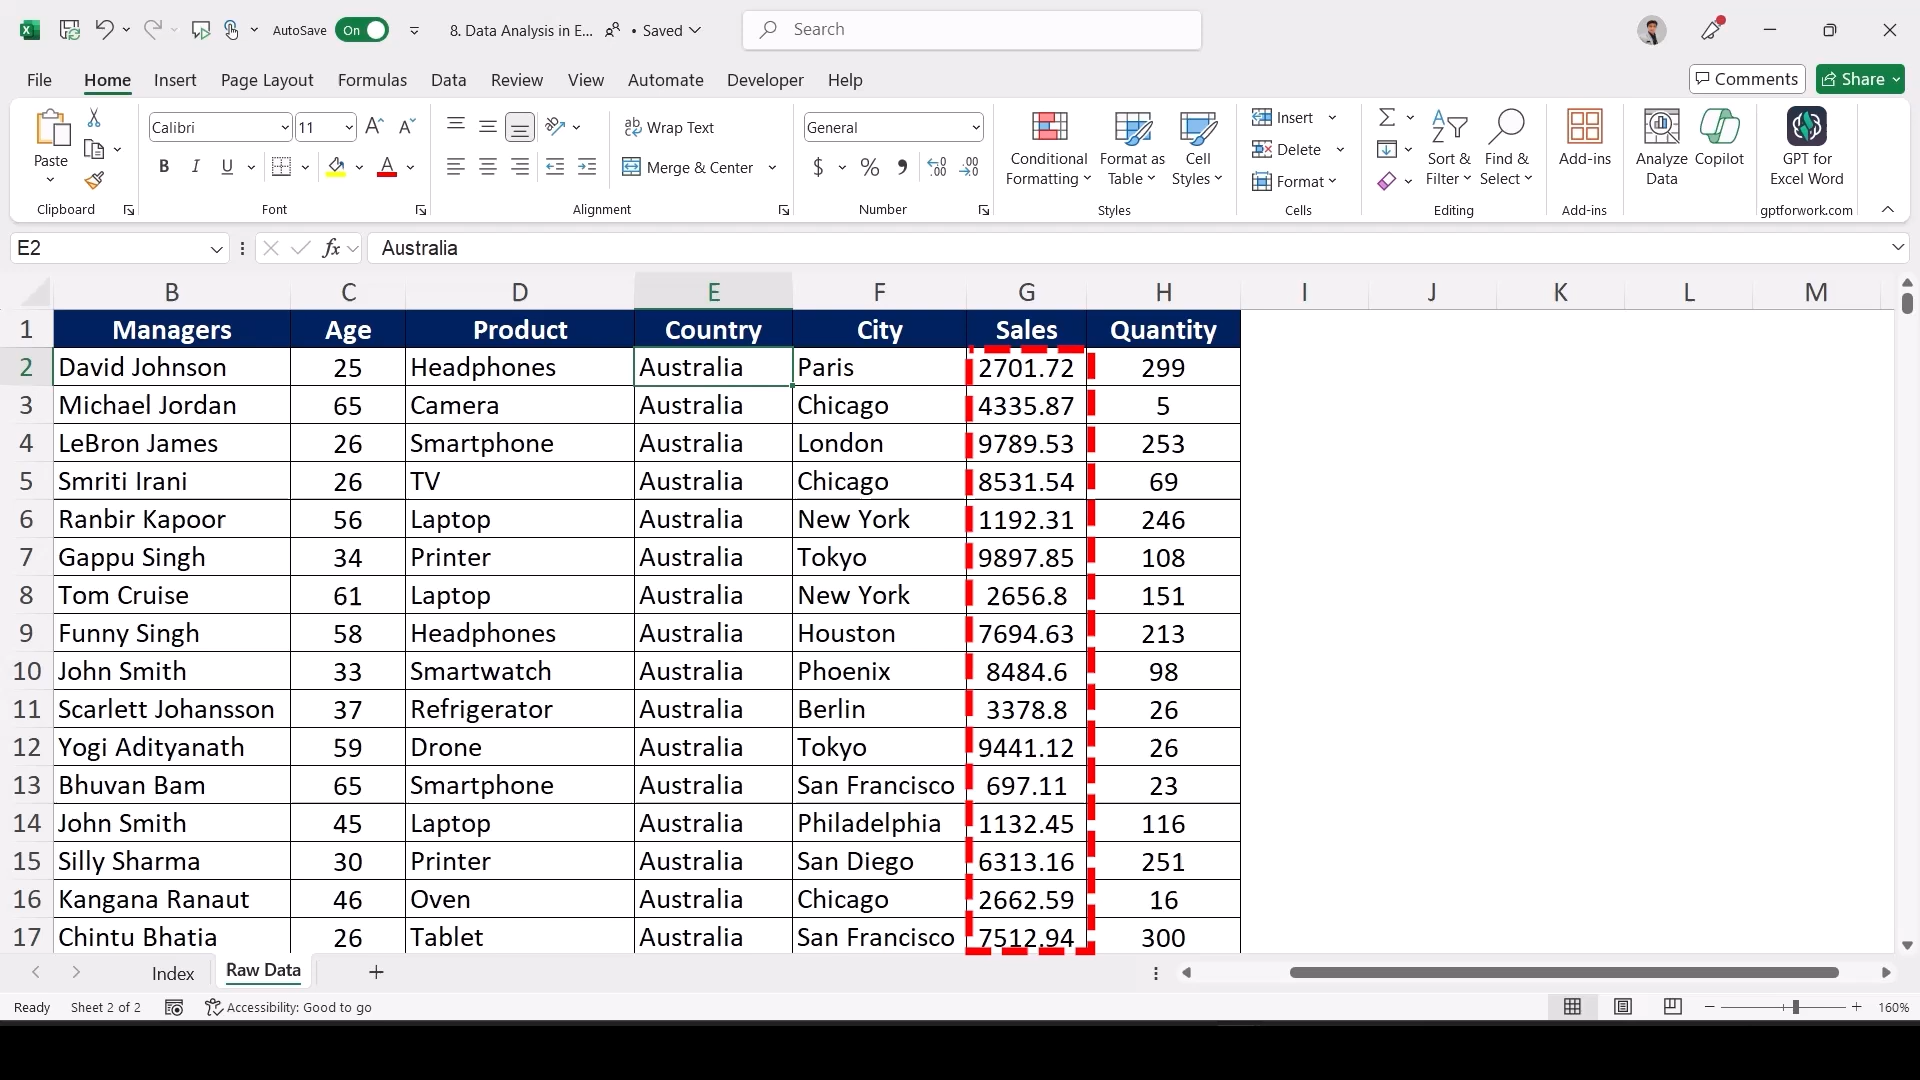 AutoSave On 8. Data Analysis in E... • Saved Search
File Home Insert Page Layout Formulas Data Review View Automate Developer Help Comments Share
Paste
Clipboard
Calibri 11
B I U A
Font
ab Wrap Text
Merge & Center
Alignment
General
$ % , .00
Number
Conditional Formatting
Format as Table
Cell Styles
Styles
Insert
Delete
Format
Cells
Sort & Filter
Find & Select
Editing
Add-ins
Add-ins
Analyze Data
Copilot
GPT for Excel Word
gptforwork.com
E2 fx Australia
B C D E F G H I J K L M
1 Managers Age Product Country City Sales Quantity
2 David Johnson 25 Headphones Australia Paris 2701.72 299
3 Michael Jordan 65 Camera Australia Chicago 4335.87 5
4 LeBron James 26 Smartphone Australia London 9789.53 253
5 Smriti Irani 26 TV Australia Chicago 8531.54 69
6 Ranbir Kapoor 56 Laptop Australia New York 1192.31 246
7 Gappu Singh 34 Printer Australia Tokyo 9897.85 108
8 Tom Cruise 61 Laptop Australia New York 2656.8 151
9 Funny Singh 58 Headphones Australia Houston 7694.63 213
10 John Smith 33 Smartwatch Australia Phoenix 8484.6 98
11 Scarlett Johansson 37 Refrigerator Australia Berlin 3378.8 26
12 Yogi Adityanath 59 Drone Australia Tokyo 9441.12 26
13 Bhuvan Bam 65 Smartphone Australia San Francisco 697.11 23
14 John Smith 45 Laptop Australia Philadelphia 1132.45 116
15 Silly Sharma 30 Printer Australia San Diego 6313.16 251
16 Kangana Ranaut 46 Oven Australia Chicago 2662.59 16
17 Chintu Bhatia 26 Tablet Australia San Francisco 7512.94 300
Index Raw Data
Ready Sheet 2 of 2 Accessibility: Good to go 160%